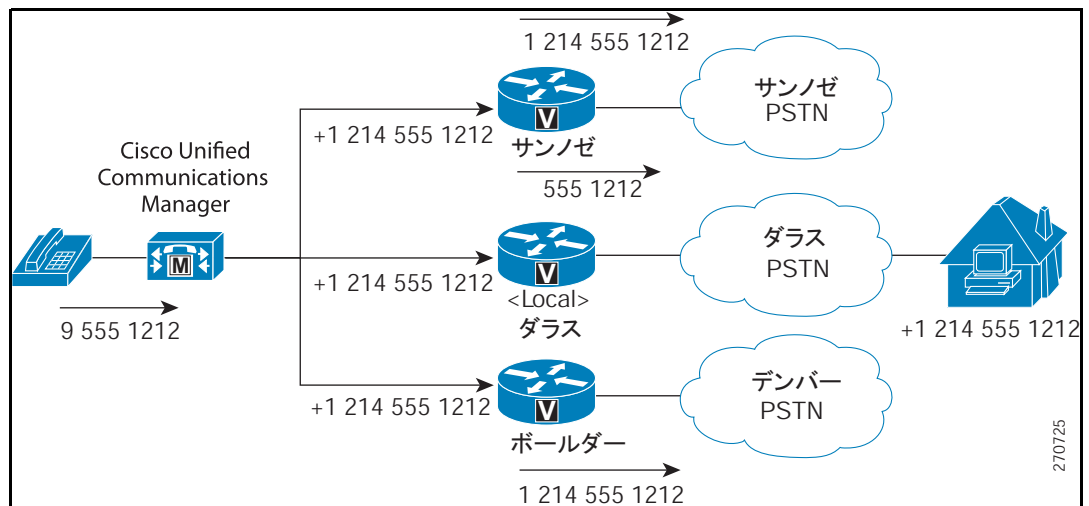 1 214 555 1212
サンノゼ
PSTN
+1 214 555 1212
V
サンノゼ
555 1212
Cisco Unified
Communications
Manager
M
9 555 1212
+1 214 555 1212
V
<Local>
ダラス
ダラス
PSTN
+1 214 555 1212
+1 214 555 1212
V
ボールダー
デンバー
PSTN
1 214 555 1212
270725